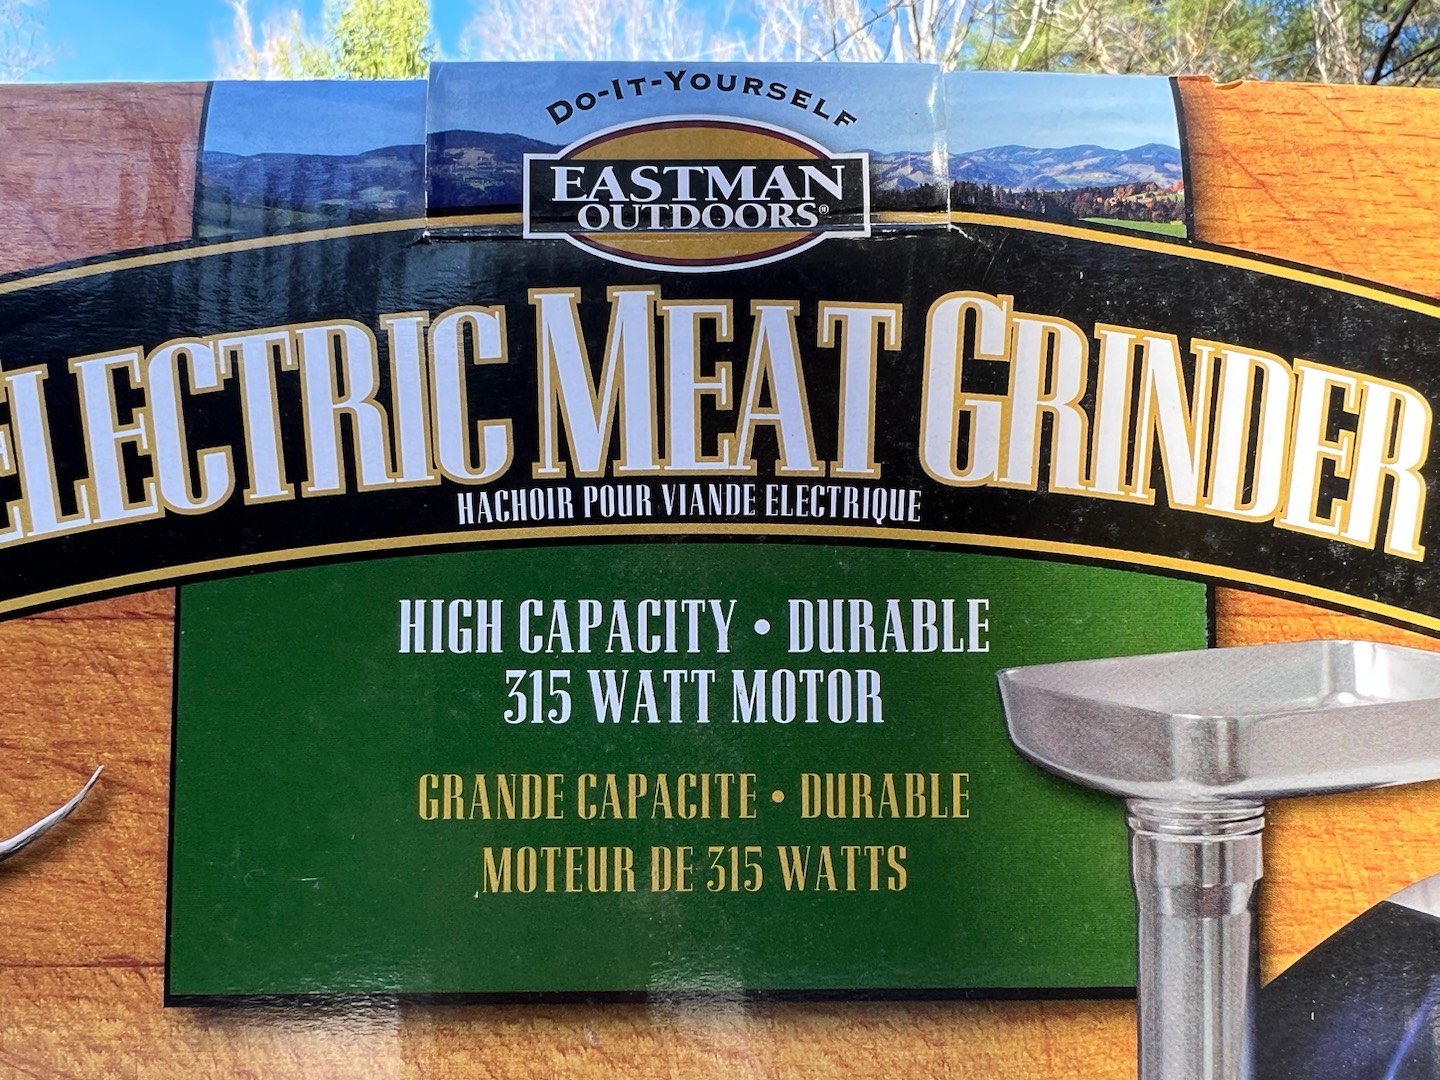 DO-IT-YOURSELF
EASTMAN
OUTDOORS®
ELECTRIC MEAT GRINDER
HACHOIR POUR VIANDE ELECTRIQUE
HIGH CAPACITY • DURABLE
315 WATT MOTOR
GRANDE CAPACITE • DURABLE
MOTEUR DE 315 WATTS